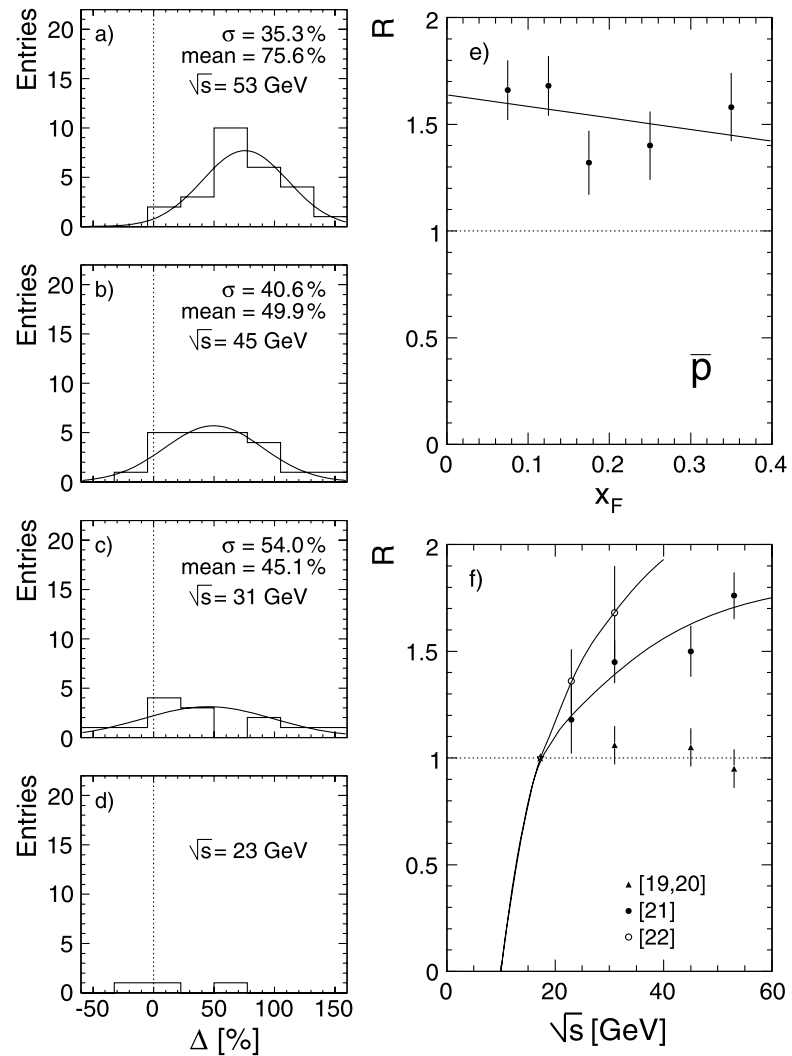 a)
σ = 35.3%
mean = 75.6%
√s = 53 GeV
Entries
20
15
10
5
0
b)
σ = 40.6%
mean = 49.9%
√s = 45 GeV
Entries
20
15
10
5
0
c)
σ = 54.0%
mean = 45.1%
√s = 31 GeV
Entries
20
15
10
5
0
d)
√s = 23 GeV
Entries
20
15
10
5
0
-50 0 50 100 150
Δ [%]
e)
R
2
1.5
1
0.5
0
p̅
0 0.1 0.2 0.3 0.4
x_F
f)
R
2
1.5
1
0.5
0
[19,20]
[21]
[22]
0 20 40 60
√s [GeV]